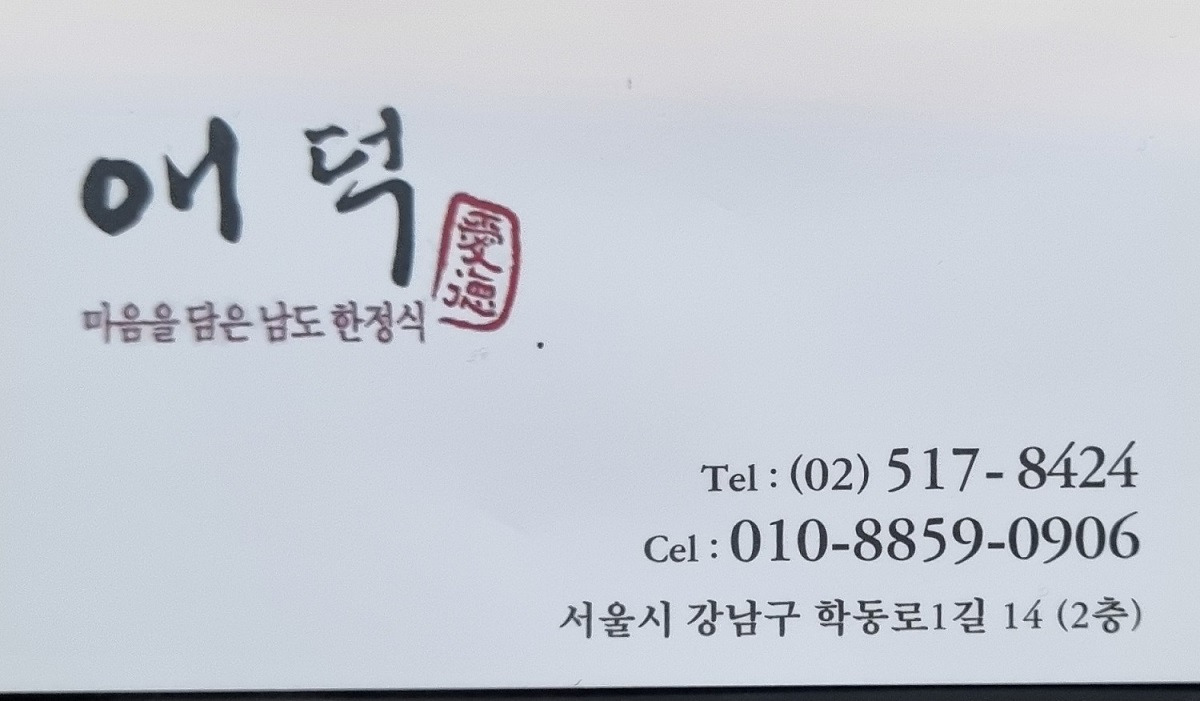 애덕
마음을 담은 남도 한정식
Tel : (02) 517- 8424
Cel : 010-8859-0906
서울시 강남구 학동로1길 14 (2층)